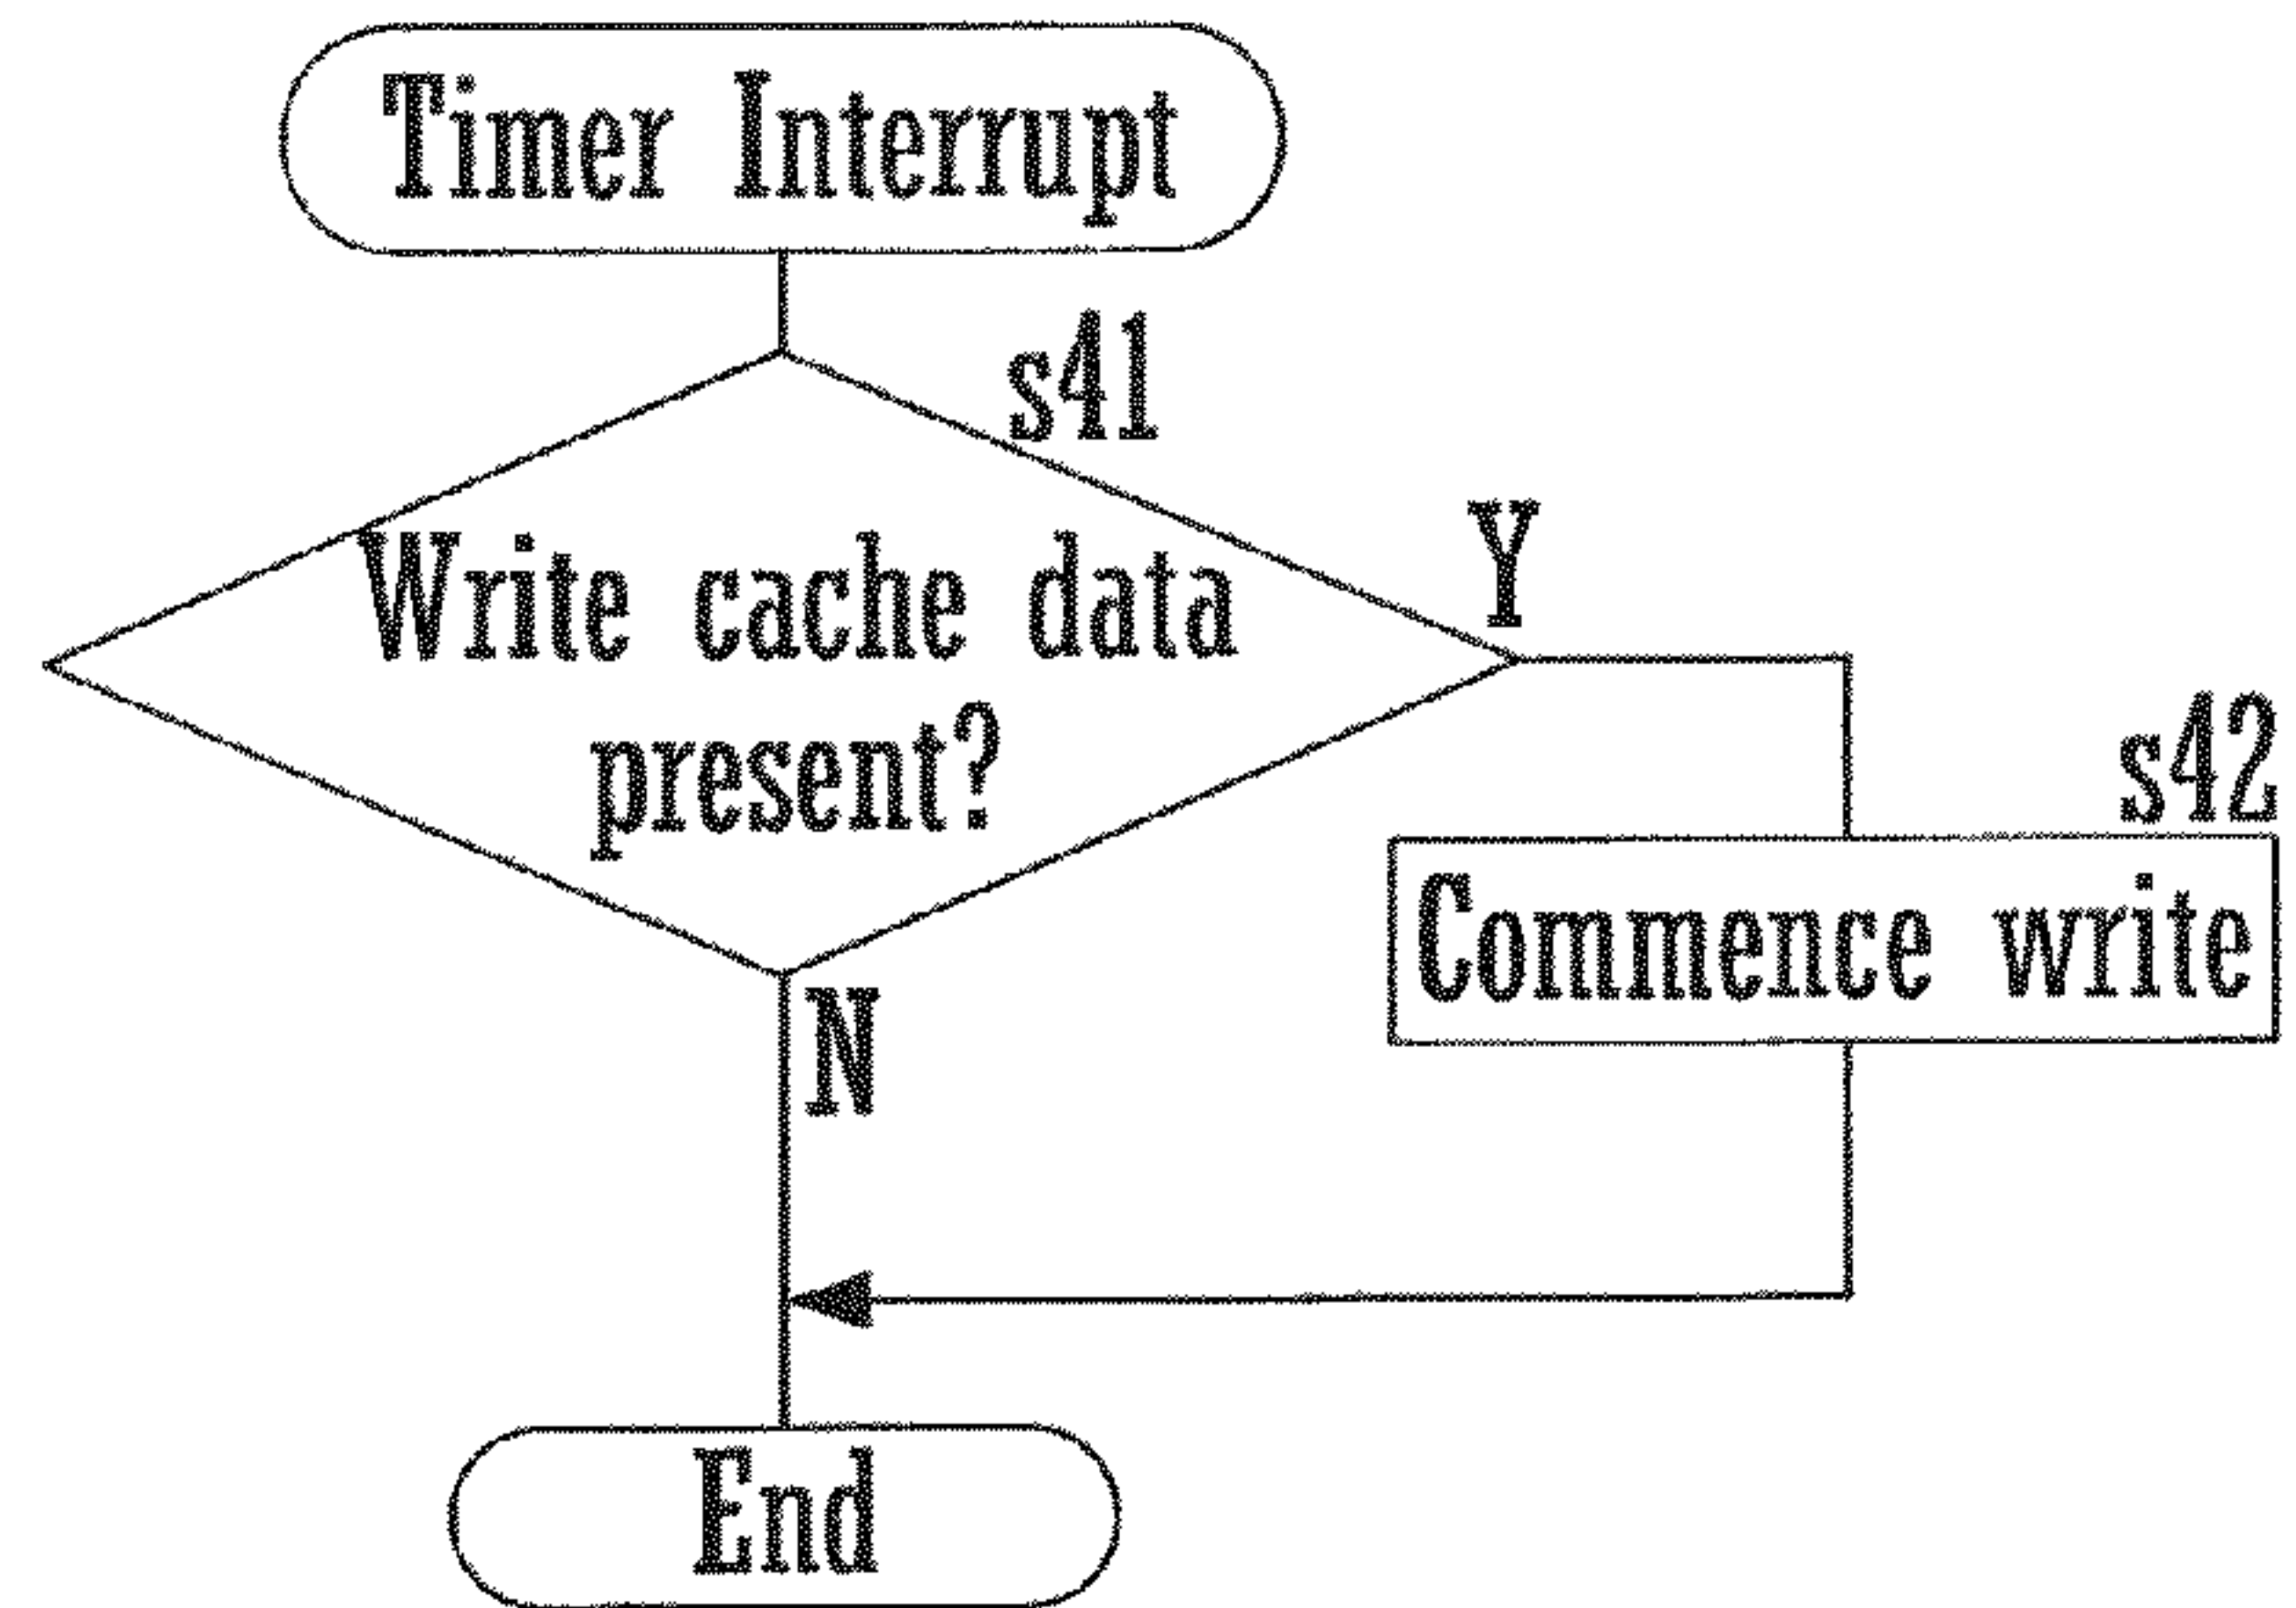 Timer Interrupt
s41
Write cache data
present?
Y
s42
Commence write
N
End